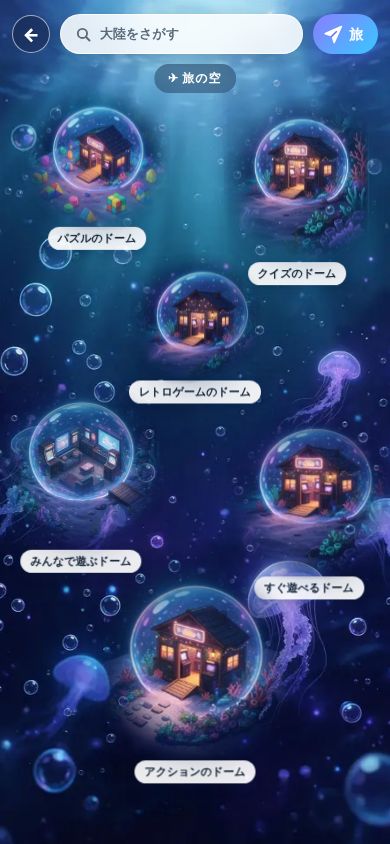 大陸をさがす
旅
✈ 旅の空
パズルのドーム
クイズのドーム
レトロゲームのドーム
みんなで遊ぶドーム
すぐ遊べるドーム
アクションのドーム